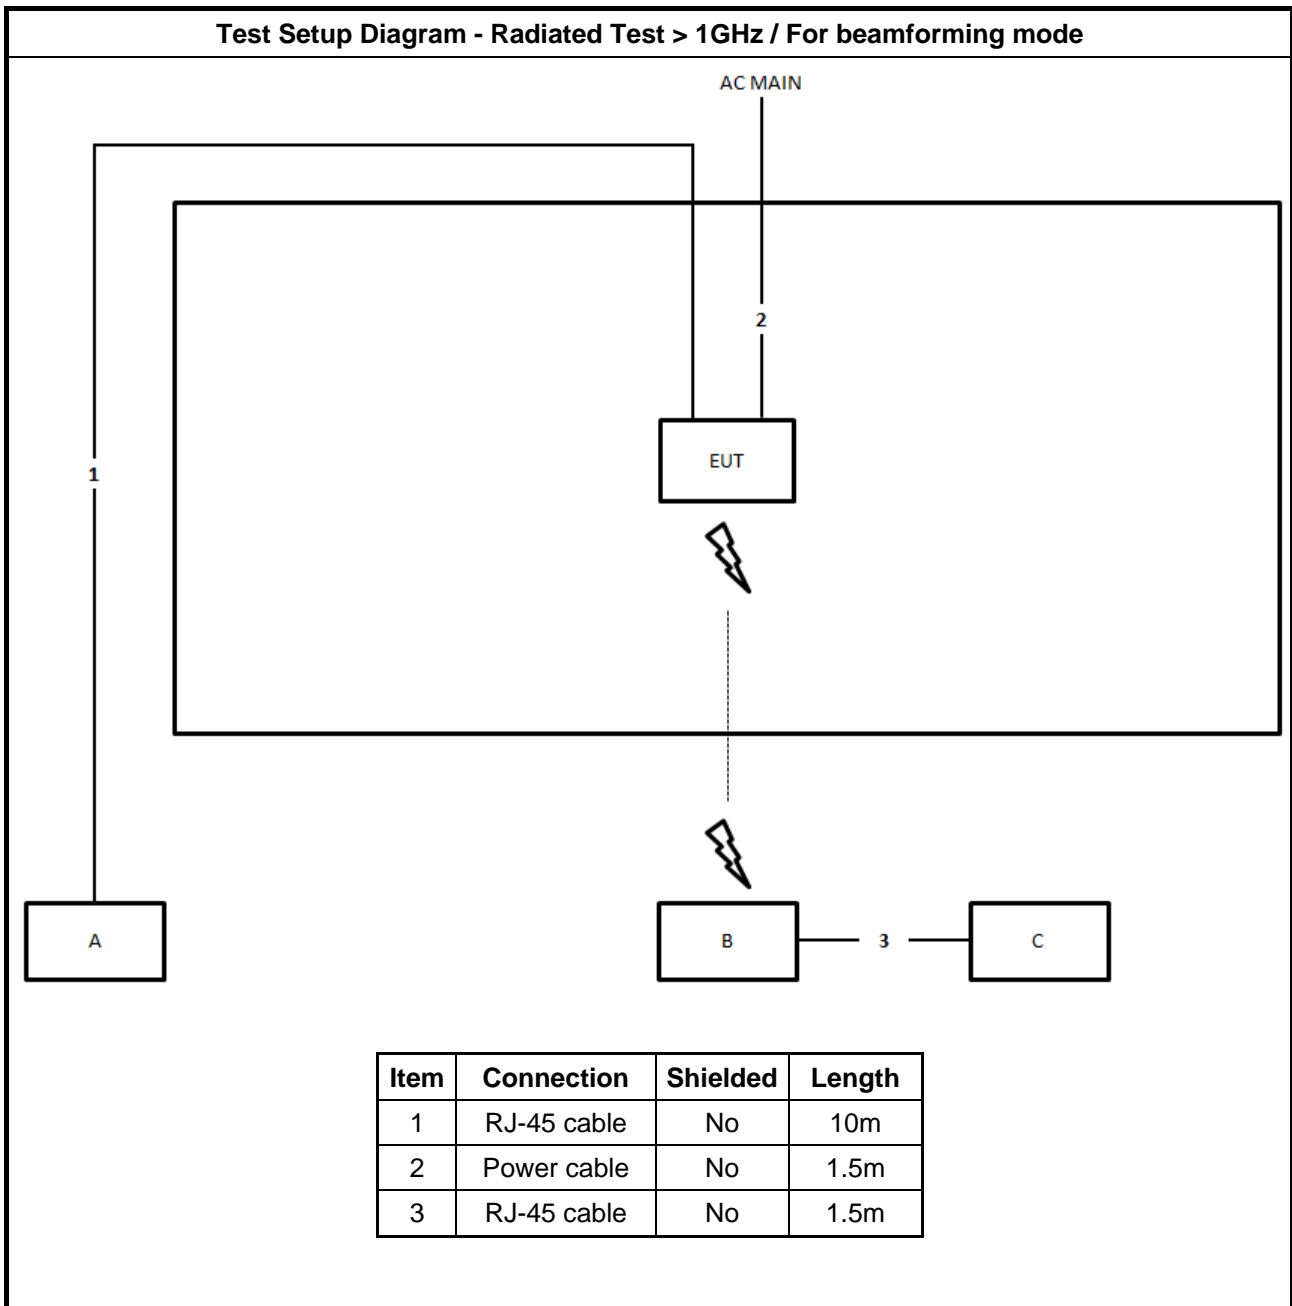 Test Setup Diagram - Radiated Test > 1GHz / For beamforming mode
AC MAIN
2
EUT
1
A
B
3
C
Item Connection Shielded Length
1 RJ-45 cable No 10m
2 Power cable No 1.5m
3 RJ-45 cable No 1.5m